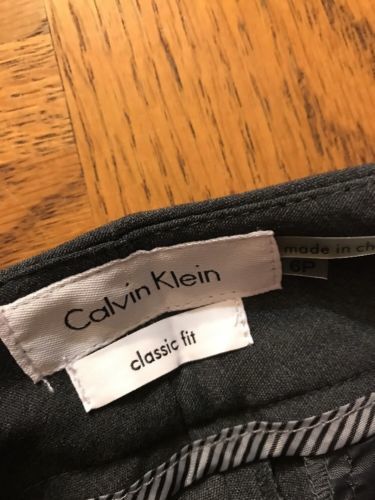 Calvin Klein
classic fit
made in ch
6P